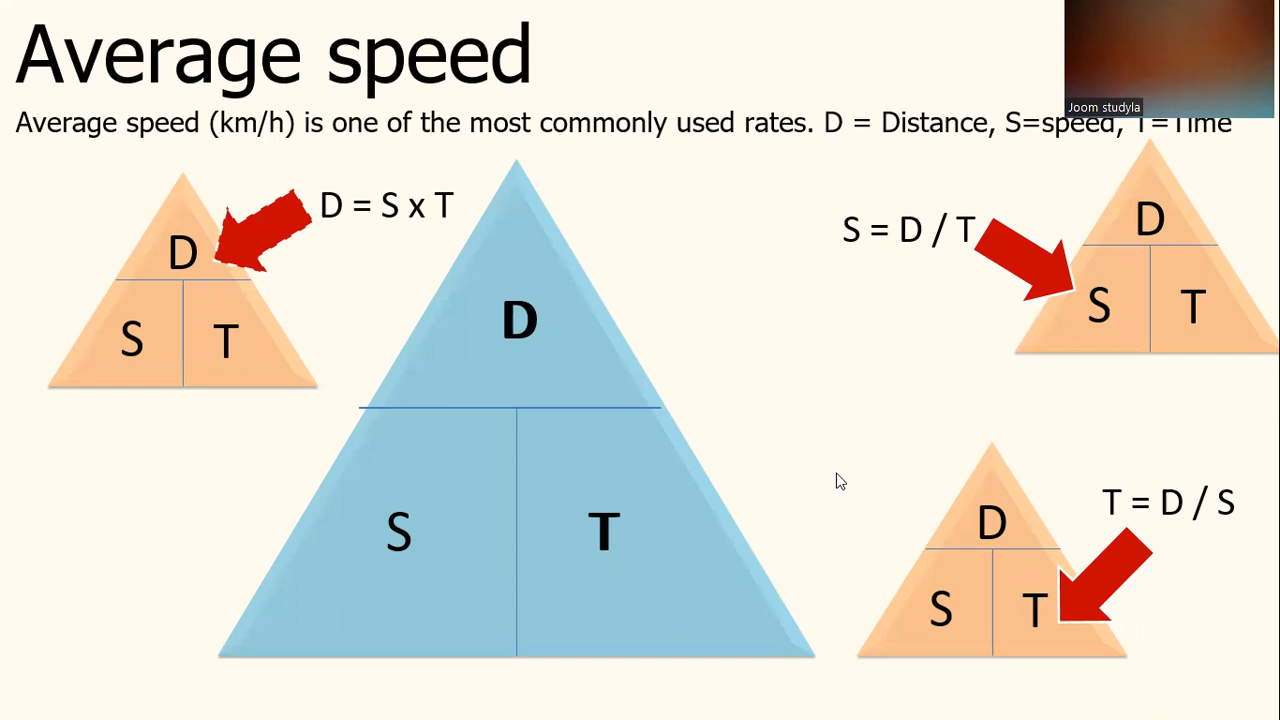 Average speed
Joom studyla
Average speed (km/h) is one of the most commonly used rates. D = Distance, S=speed, T=Time
D = S x T
D
S T
D
S T
S = D / T
D
S T
T = D / S
D
S T